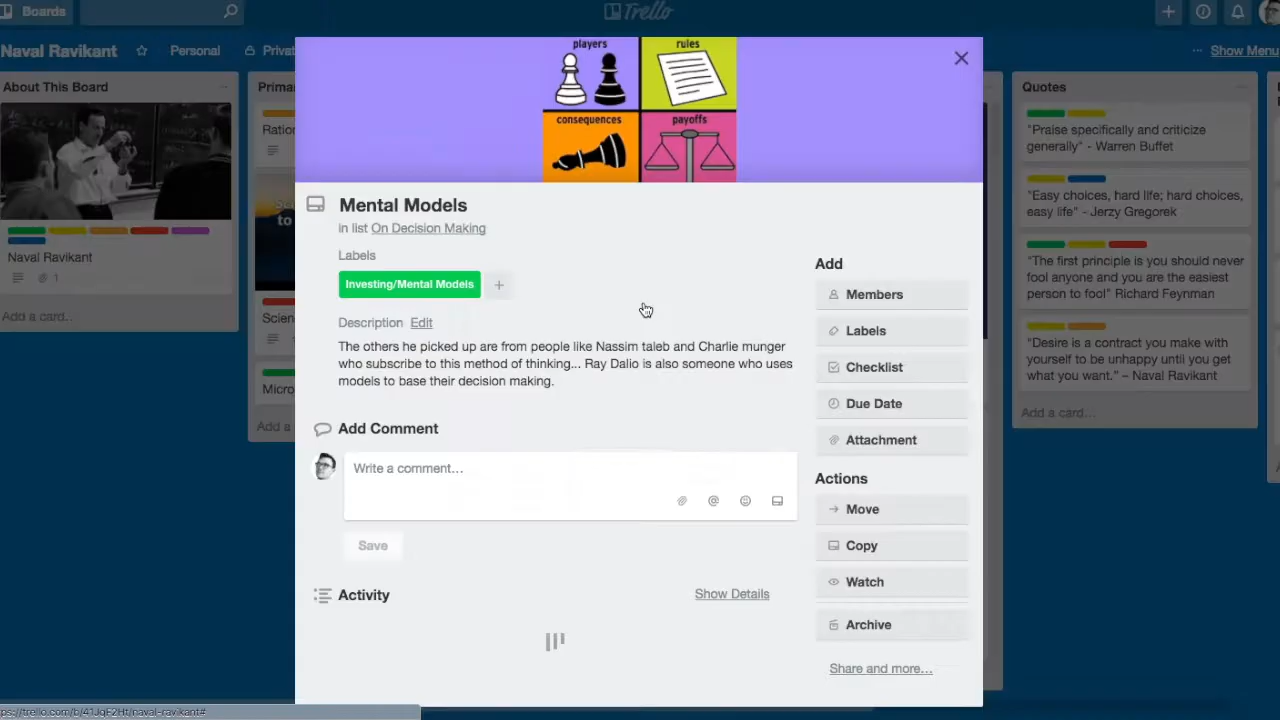 Boards
Trello
Naval Ravikant
Personal
Show Menu
About This Board
Naval Ravikant
1
Add a card...
players
rules
consequences
payoffs
Mental Models
in list On Decision Making
Labels
Investing/Mental Models
Description Edit
The others he picked up are from people like Nassim taleb and Charlie munger
who subscribe to this method of thinking... Ray Dalio is also someone who uses
models to base their decision making.
Add Comment
Write a comment...
Save
Activity
Show Details
Add
Members
Labels
Checklist
Due Date
Attachment
Actions
Move
Copy
Watch
Archive
Share and more...
Quotes
"Praise specifically and criticize
generally" - Warren Buffet
"Easy choices, hard life; hard choices,
easy life" - Jerzy Gregorek
"The first principle is you should never
fool anyone and you are the easiest
person to fool" Richard Feynman
"Desire is a contract you make with
yourself to be unhappy until you get
what you want." – Naval Ravikant
Add a card...